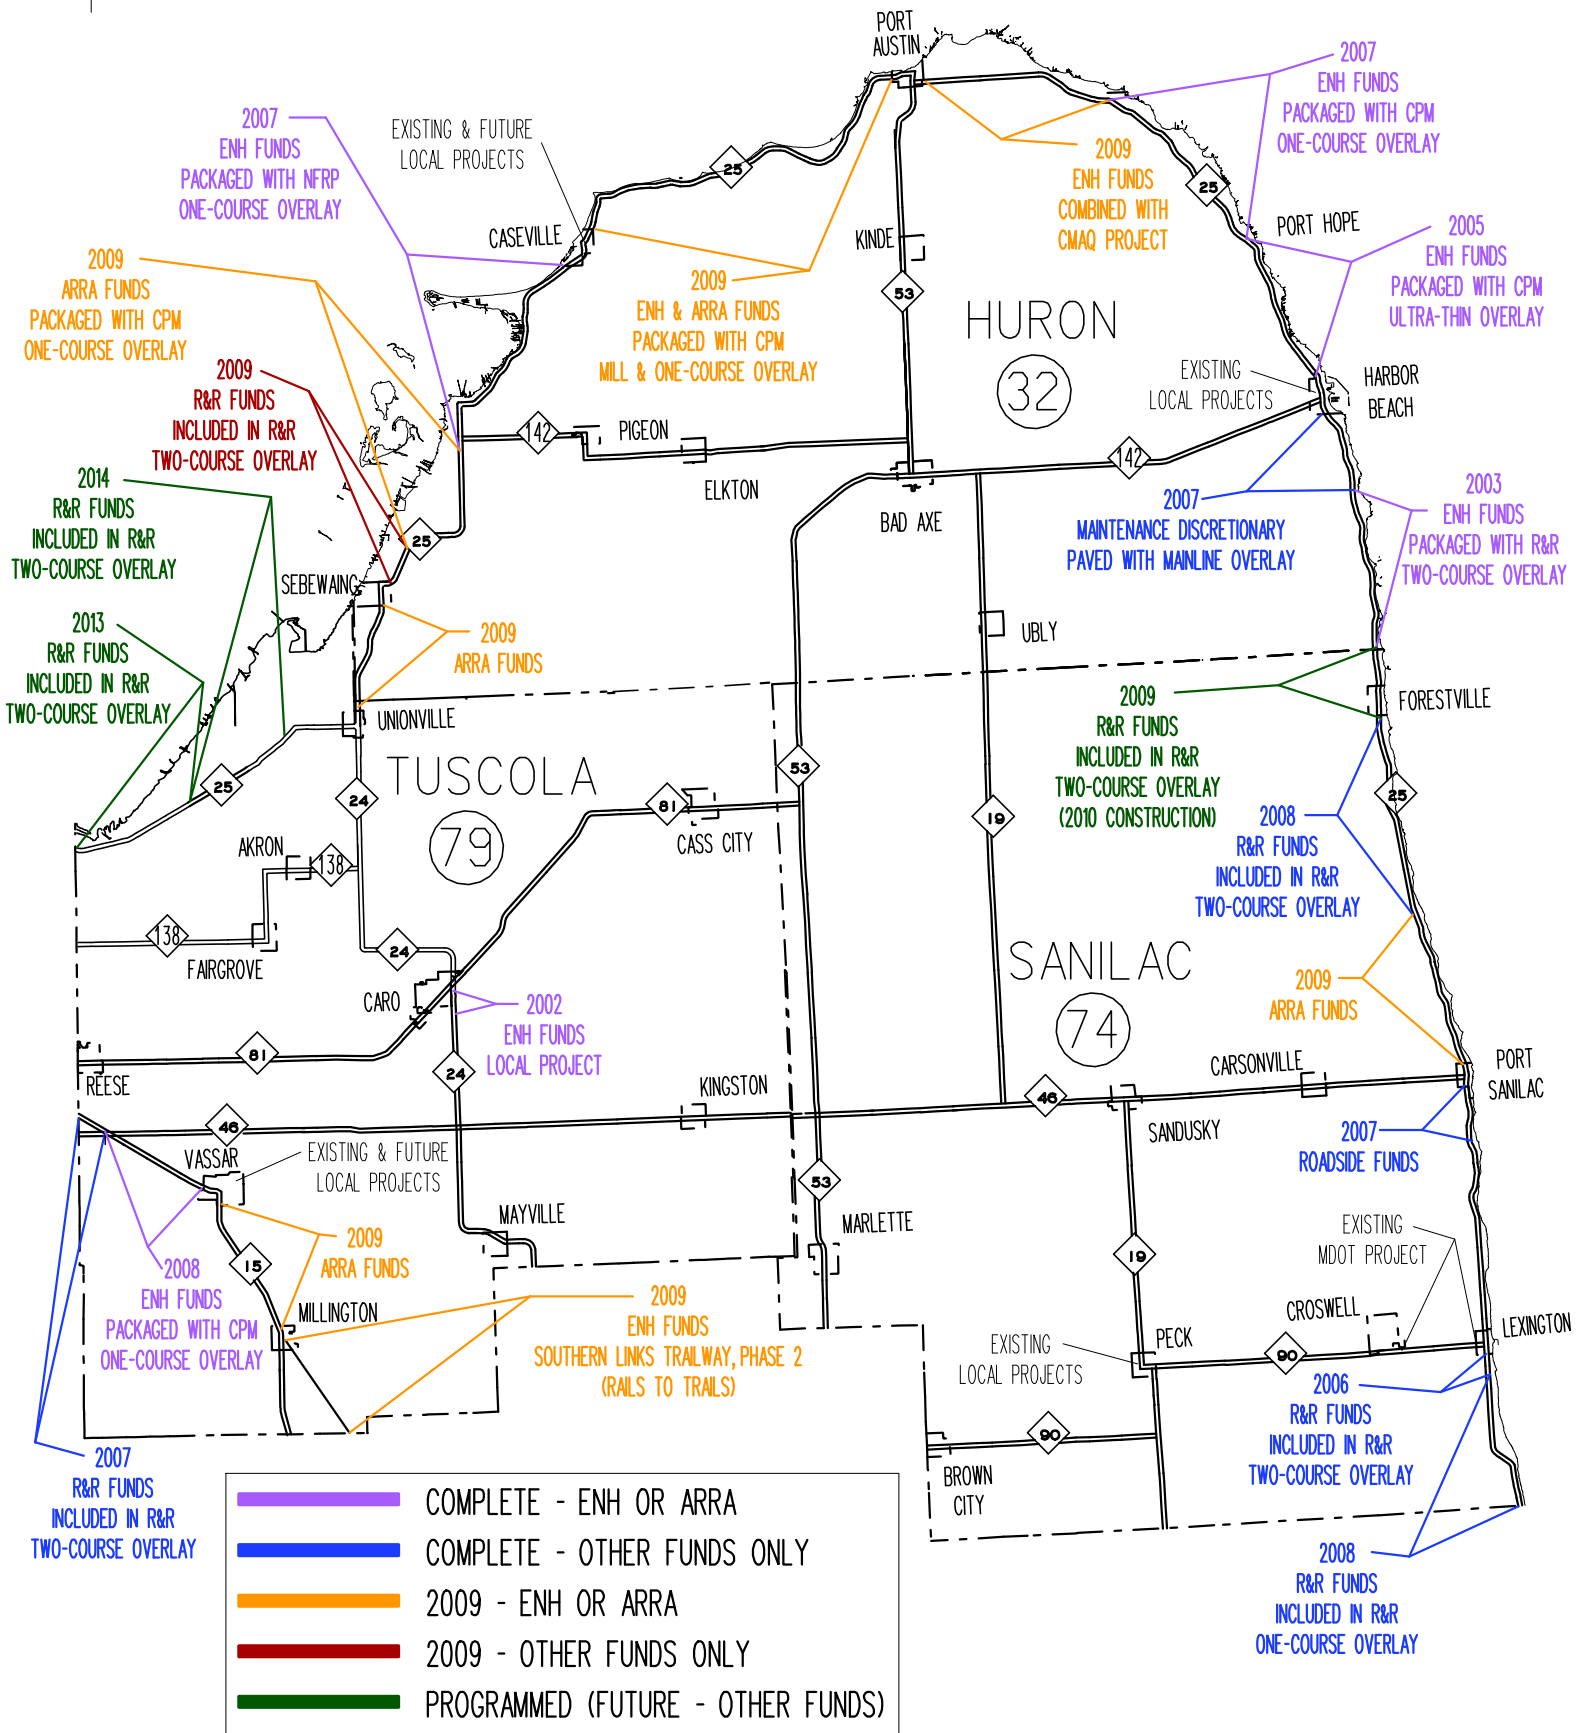 PORT
AUSTIN
2007
ENH FUNDS
PACKAGED WITH CPM
ONE-COURSE OVERLAY
2007
ENH FUNDS
PACKAGED WITH NFRP
ONE-COURSE OVERLAY
EXISTING & FUTURE
LOCAL PROJECTS
25
2009
ENH FUNDS
COMBINED WITH
CMAQ PROJECT
25
PORT HOPE
CASEVILLE
KINDE
2005
ENH FUNDS
PACKAGED WITH CPM
ULTRA-THIN OVERLAY
2009
ARRA FUNDS
PACKAGED WITH CPM
ONE-COURSE OVERLAY
2009
ENH & ARRA FUNDS
PACKAGED WITH CPM
MILL & ONE-COURSE OVERLAY
53
HURON
32
2009
R&R FUNDS
INCLUDED IN R&R
TWO-COURSE OVERLAY
EXISTING
LOCAL PROJECTS
HARBOR
BEACH
142
PIGEON
ELKTON
142
BAD AXE
2014
R&R FUNDS
INCLUDED IN R&R
TWO-COURSE OVERLAY
25
2007
MAINTENANCE DISCRETIONARY
PAVED WITH MAINLINE OVERLAY
2003
ENH FUNDS
PACKAGED WITH R&R
TWO-COURSE OVERLAY
SEBEWAING
2013
R&R FUNDS
INCLUDED IN R&R
TWO-COURSE OVERLAY
2009
ARRA FUNDS
UBLY
UNIONVILLE
2009
R&R FUNDS
INCLUDED IN R&R
TWO-COURSE OVERLAY
(2010 CONSTRUCTION)
FORESTVILLE
TUSCOLA
79
25
24
81
53
19
25
CASS CITY
AKRON
138
2008
R&R FUNDS
INCLUDED IN R&R
TWO-COURSE OVERLAY
138
FAIRGROVE
24
SANILAC
74
CARO
2002
ENH FUNDS
LOCAL PROJECT
2009
ARRA FUNDS
81
REESE
24
KINGSTON
46
CARSONVILLE
PORT
SANILAC
46
SANDUSKY
2007
ROADSIDE FUNDS
VASSAR
EXISTING & FUTURE
LOCAL PROJECTS
53
MAYVILLE
MARLETTE
EXISTING
MDOT PROJECT
2009
ARRA FUNDS
15
19
2008
ENH FUNDS
PACKAGED WITH CPM
ONE-COURSE OVERLAY
MILLINGTON
2009
ENH FUNDS
SOUTHERN LINKS TRAILWAY, PHASE 2
(RAILS TO TRAILS)
EXISTING
LOCAL PROJECTS
PECK
CROSWELL
LEXINGTON
90
2006
R&R FUNDS
INCLUDED IN R&R
TWO-COURSE OVERLAY
90
BROWN
CITY
2007
R&R FUNDS
INCLUDED IN R&R
TWO-COURSE OVERLAY
2008
R&R FUNDS
INCLUDED IN R&R
ONE-COURSE OVERLAY
COMPLETE - ENH OR ARRA
COMPLETE - OTHER FUNDS ONLY
2009 - ENH OR ARRA
2009 - OTHER FUNDS ONLY
PROGRAMMED (FUTURE - OTHER FUNDS)